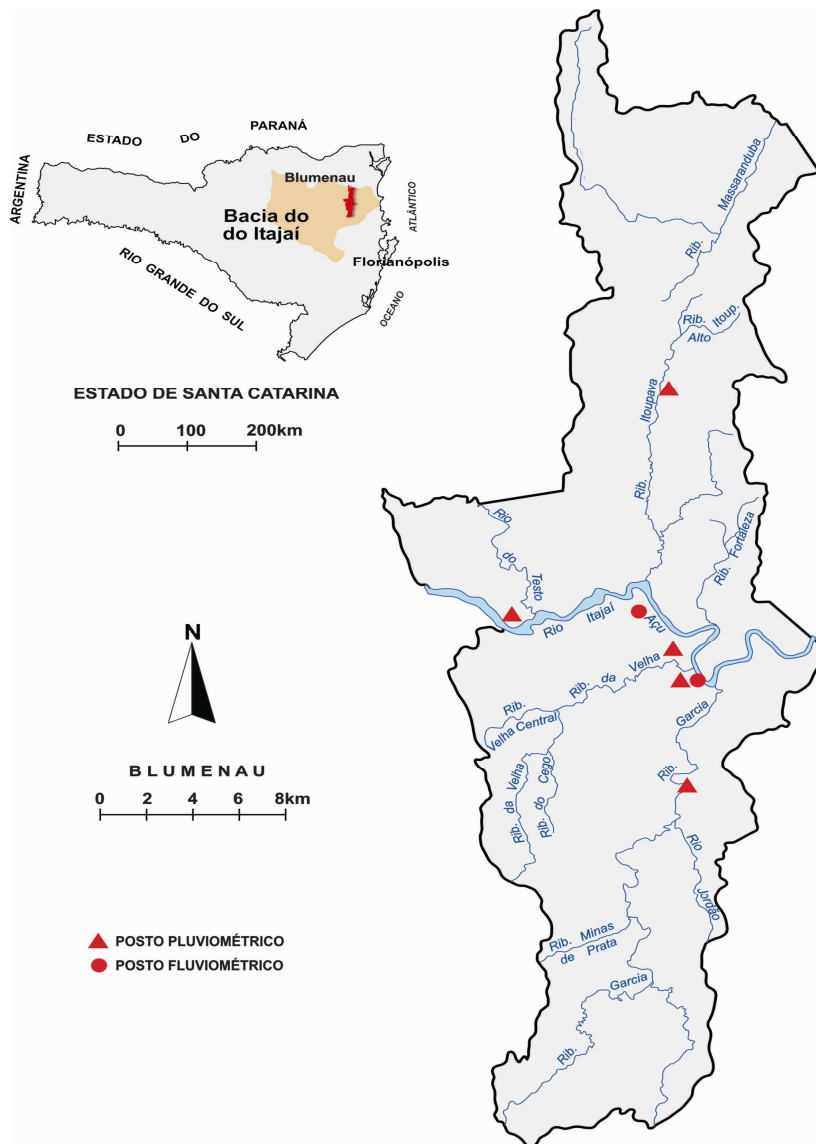 ESTADO DO PARANÁ
ARGENTINA
Blumenau
Bacia do
do Itajaí
ATLÂNTICO
Florianópolis
RIO GRANDE DO SUL
OCEANO
ESTADO DE SANTA CATARINA
0 100 200km
N
BLUMENAU
0 2 4 6 8km
POSTO PLUVIOMÉTRICO
POSTO FLUVIOMÉTRICO
Rib. Massaranduba
Rib. Itoup.
Alto
Rib. Itoupava
Rib. Fortaleza
Rio do Testo
Rio Itajaí Açu
Rib. da Velha
Rib.
Velha Central
Garcia
Rib.
Rib. da Velha
Rib. do Cego
Rio Jordão
Rib. Minas
de Prata
Garcia
Rib.